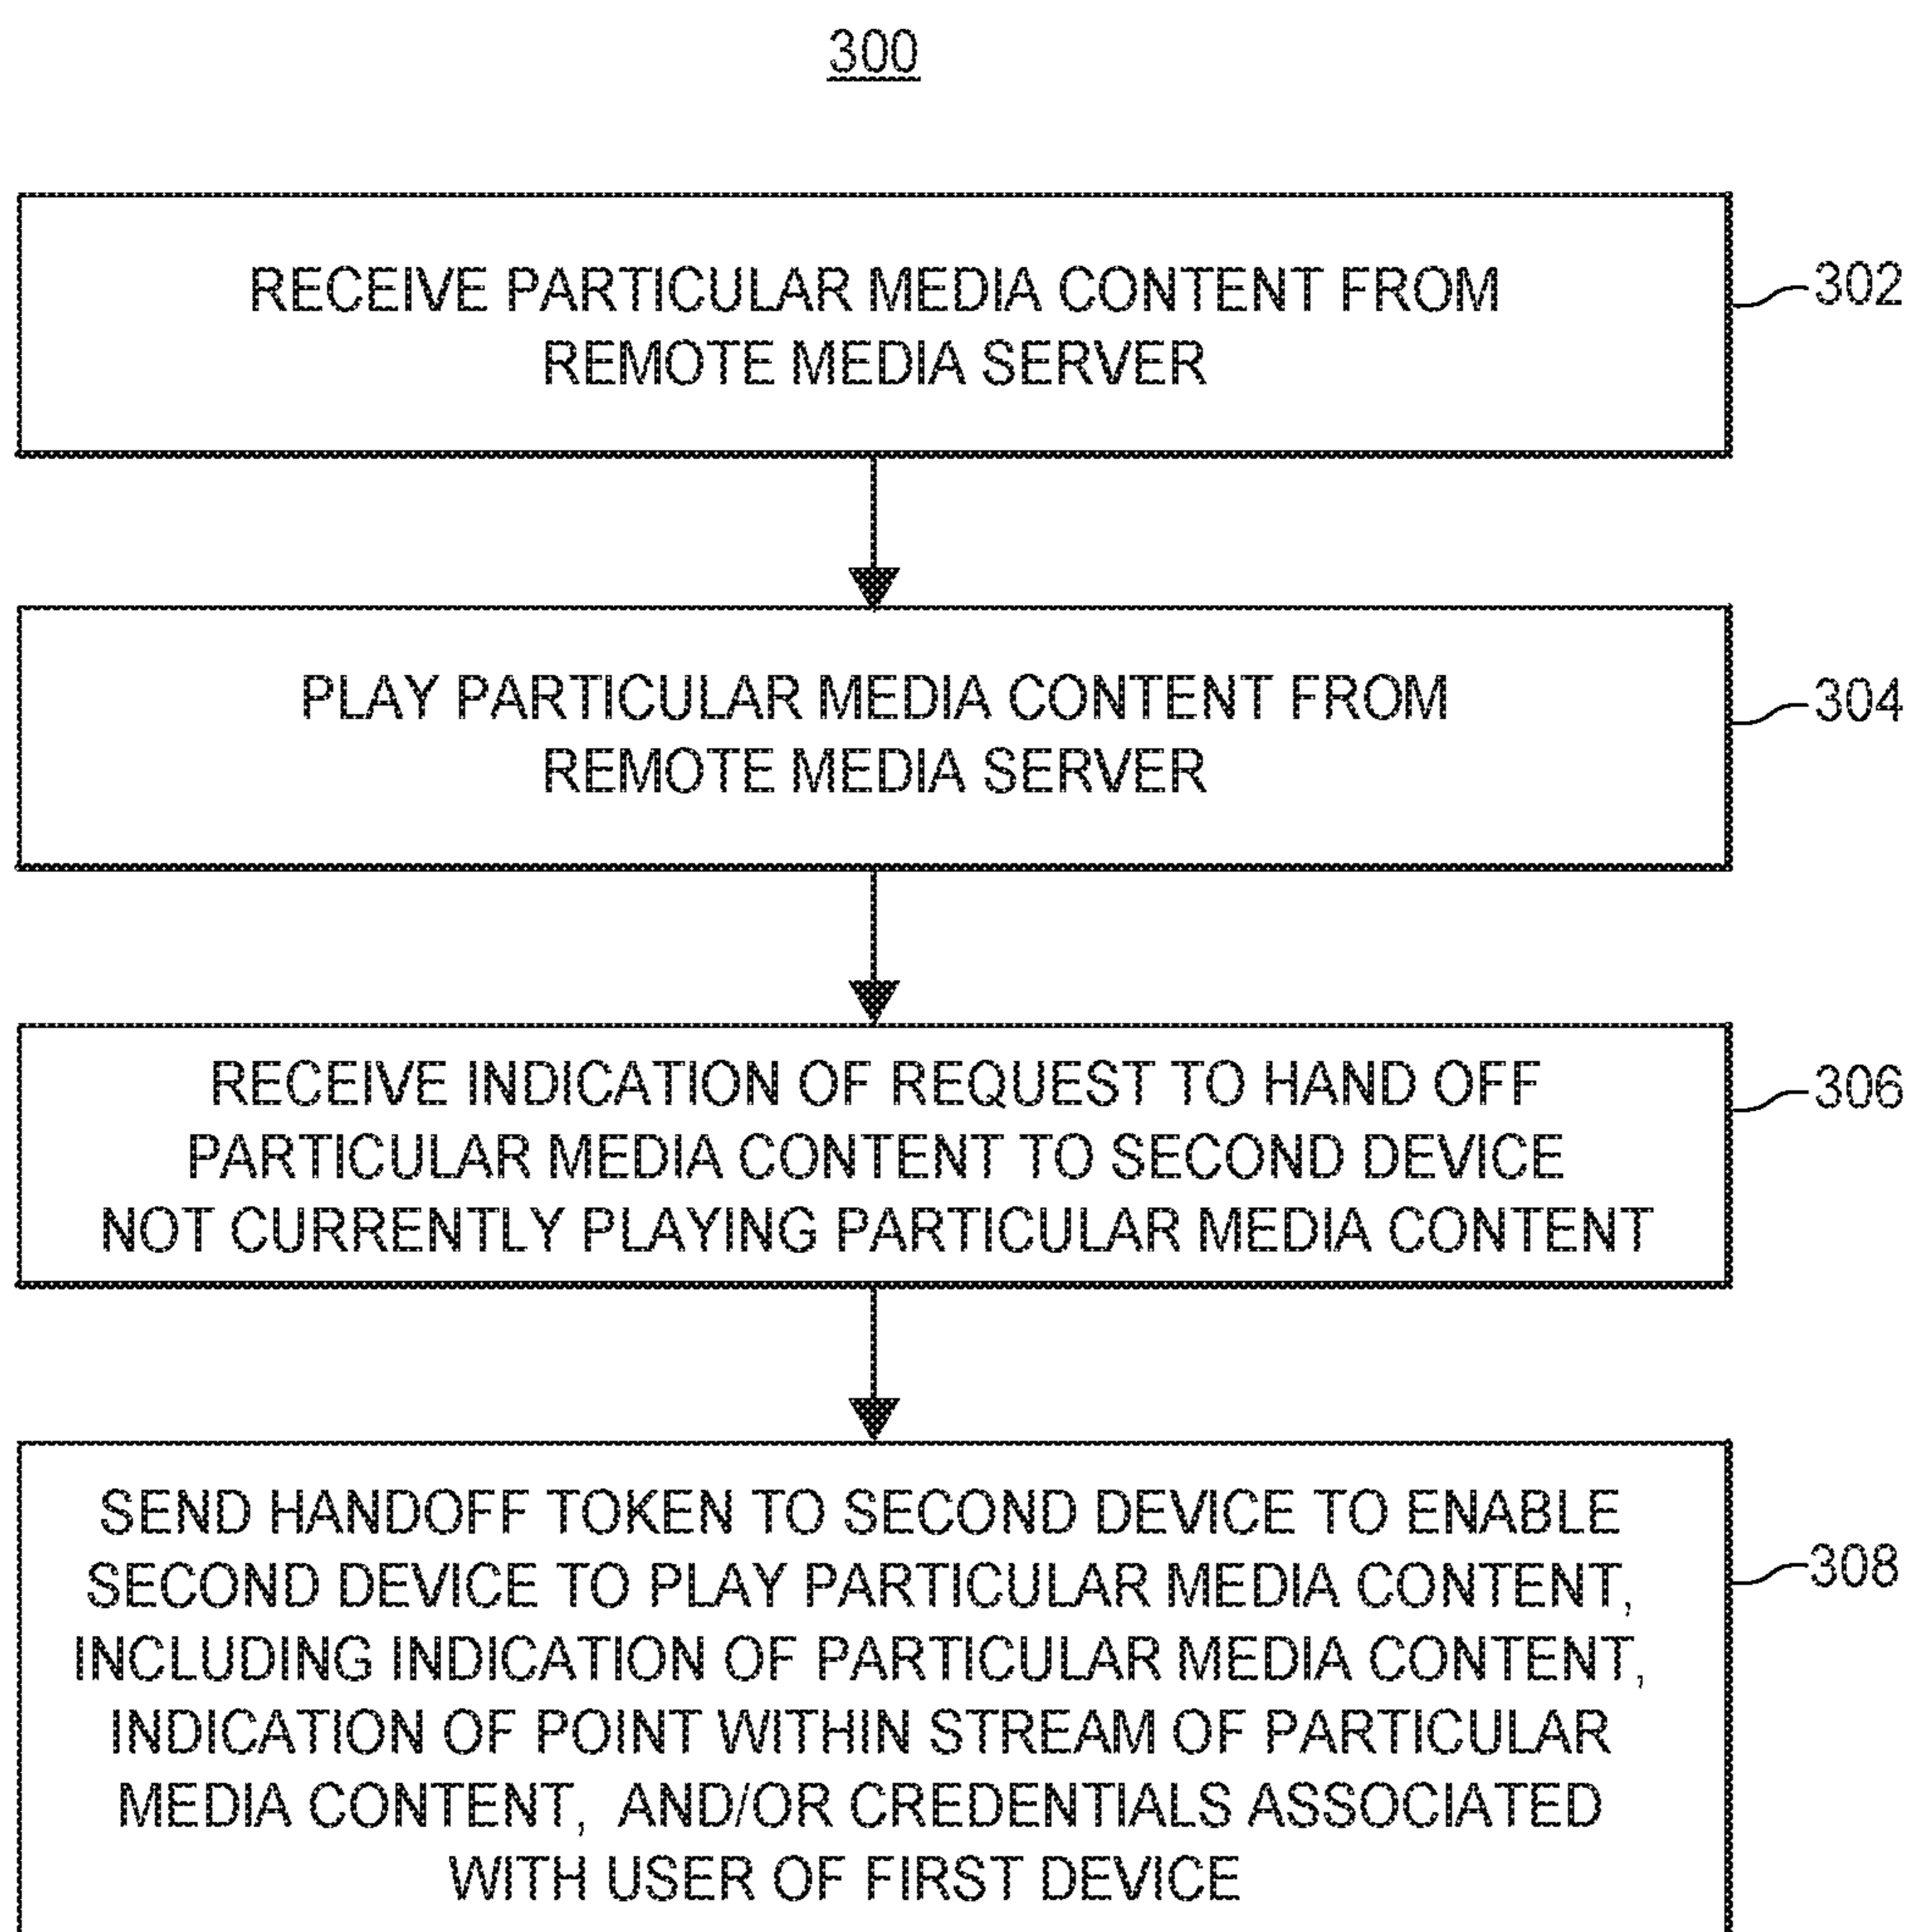 300
RECEIVE PARTICULAR MEDIA CONTENT FROM
REMOTE MEDIA SERVER
302
PLAY PARTICULAR MEDIA CONTENT FROM
REMOTE MEDIA SERVER
304
RECEIVE INDICATION OF REQUEST TO HAND OFF
PARTICULAR MEDIA CONTENT TO SECOND DEVICE
NOT CURRENTLY PLAYING PARTICULAR MEDIA CONTENT
306
SEND HANDOFF TOKEN TO SECOND DEVICE TO ENABLE
SECOND DEVICE TO PLAY PARTICULAR MEDIA CONTENT,
INCLUDING INDICATION OF PARTICULAR MEDIA CONTENT,
INDICATION OF POINT WITHIN STREAM OF PARTICULAR
MEDIA CONTENT, AND/OR CREDENTIALS ASSOCIATED
WITH USER OF FIRST DEVICE
308